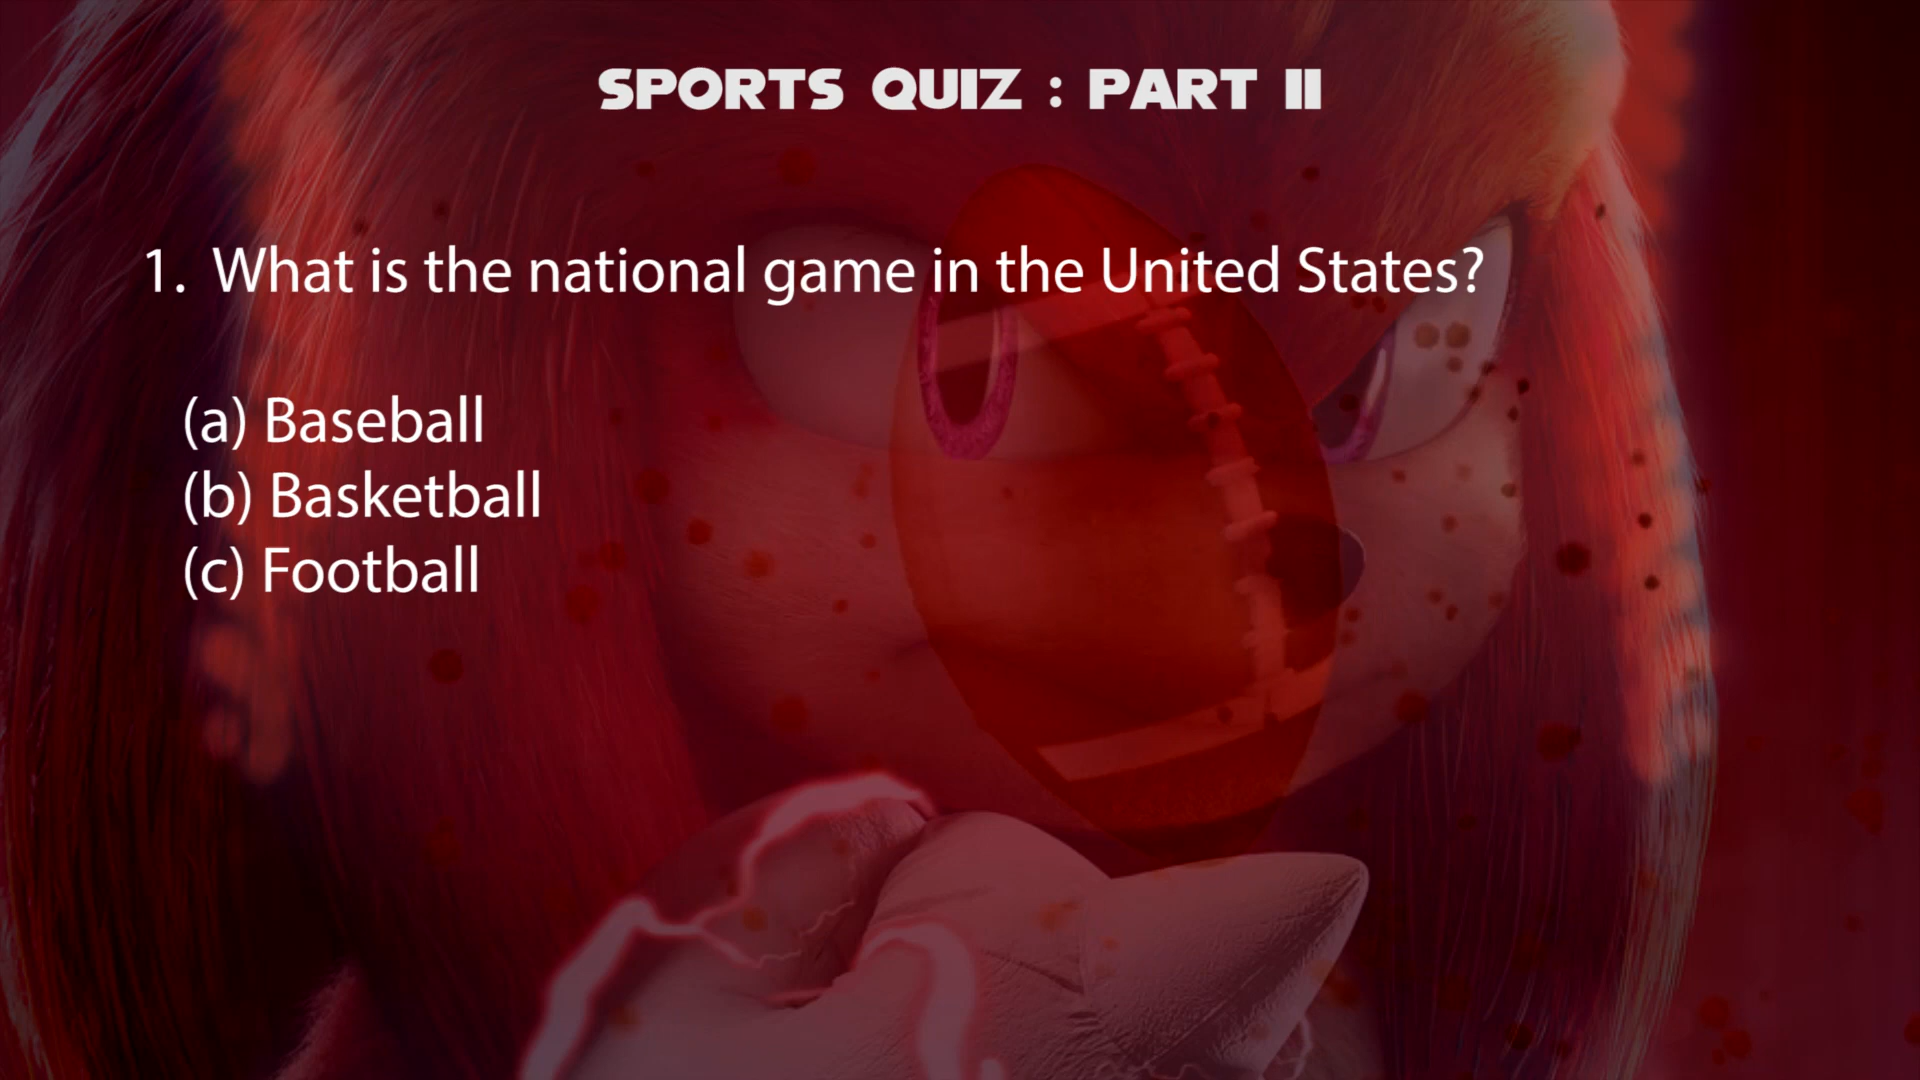 SPORTS QUIZ : PART II
1. What is the national game in the United States?
(a) Baseball
(b) Basketball
(c) Football